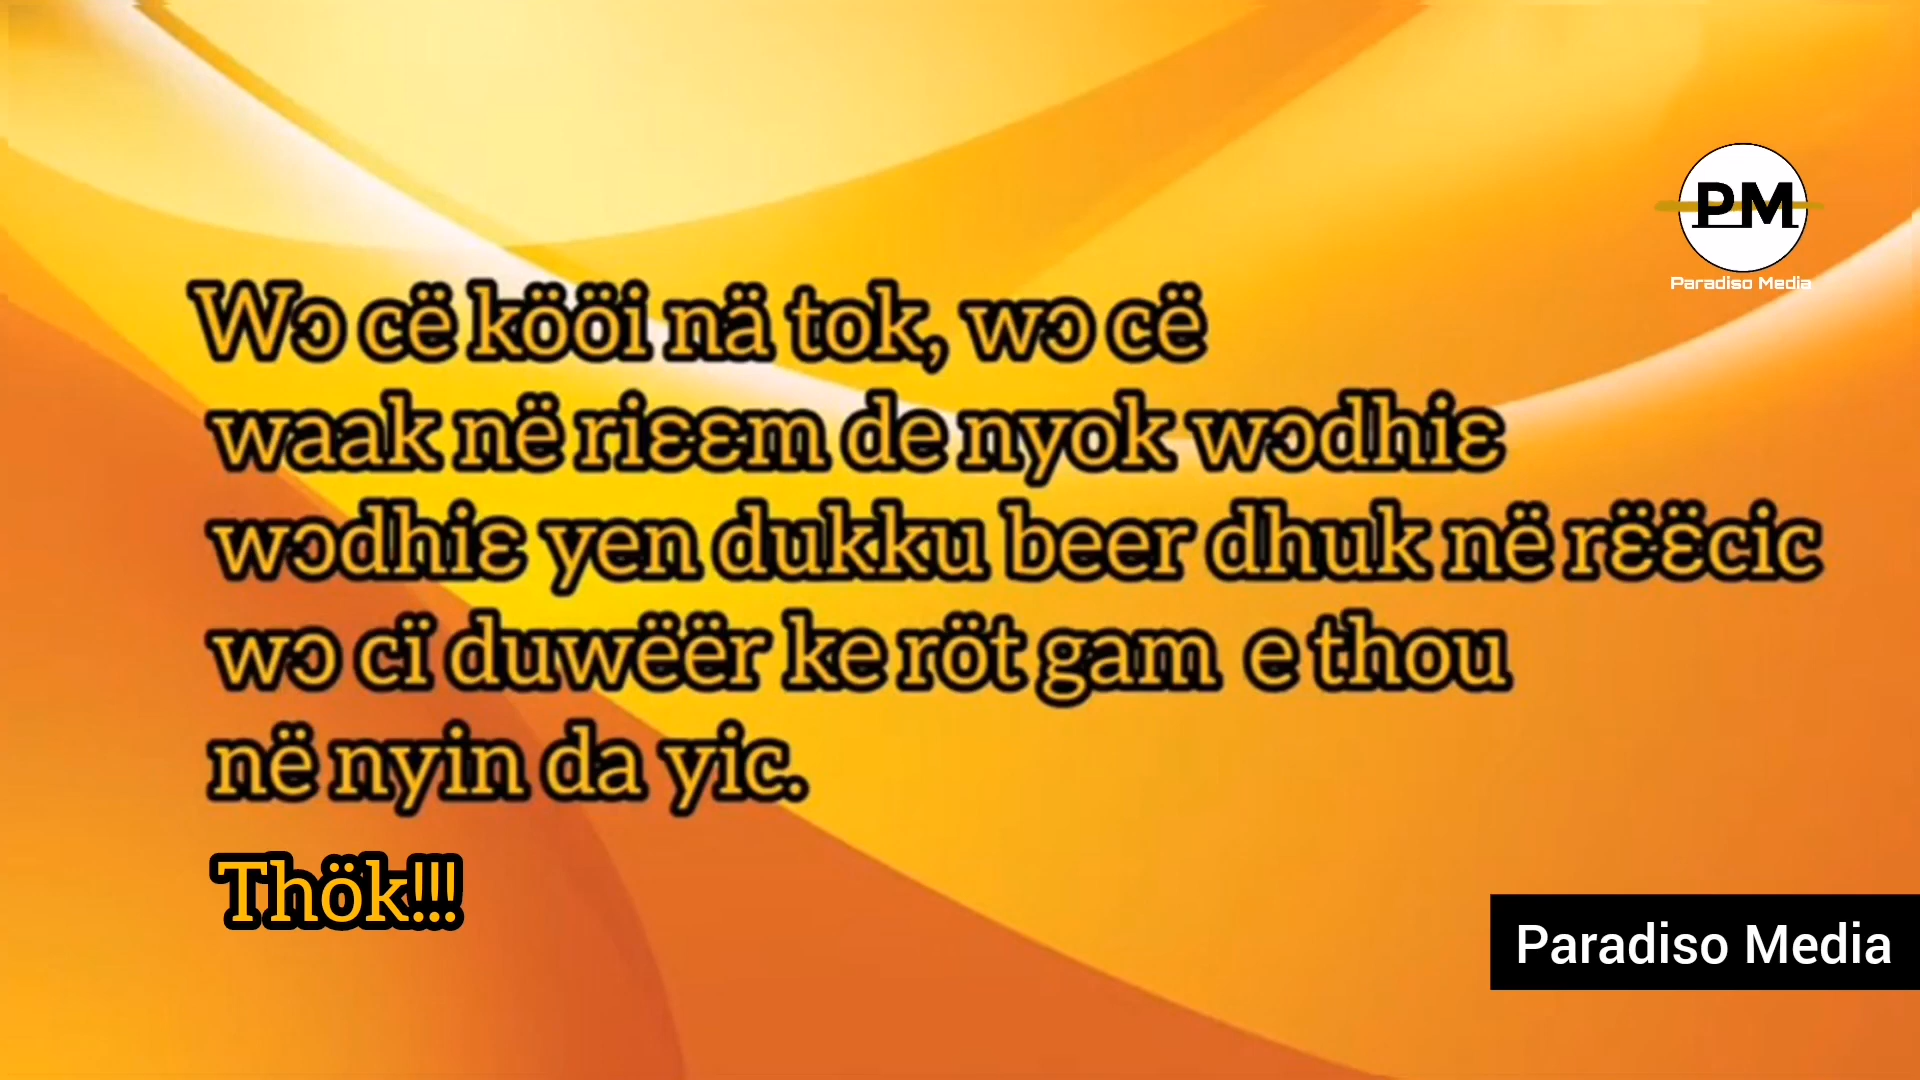 PM
Paradiso Media
Wɔ cë kööi nä tok, wɔ cë
waak në riɛɛm de nyok wɔdhiɛ
wɔdhiɛ yen dukku beer dhuk në rɛ̈ɛ̈cic
wɔ cï duwëër ke röt gam e thou
në nyin da yic.
Thök!!!
Paradiso Media